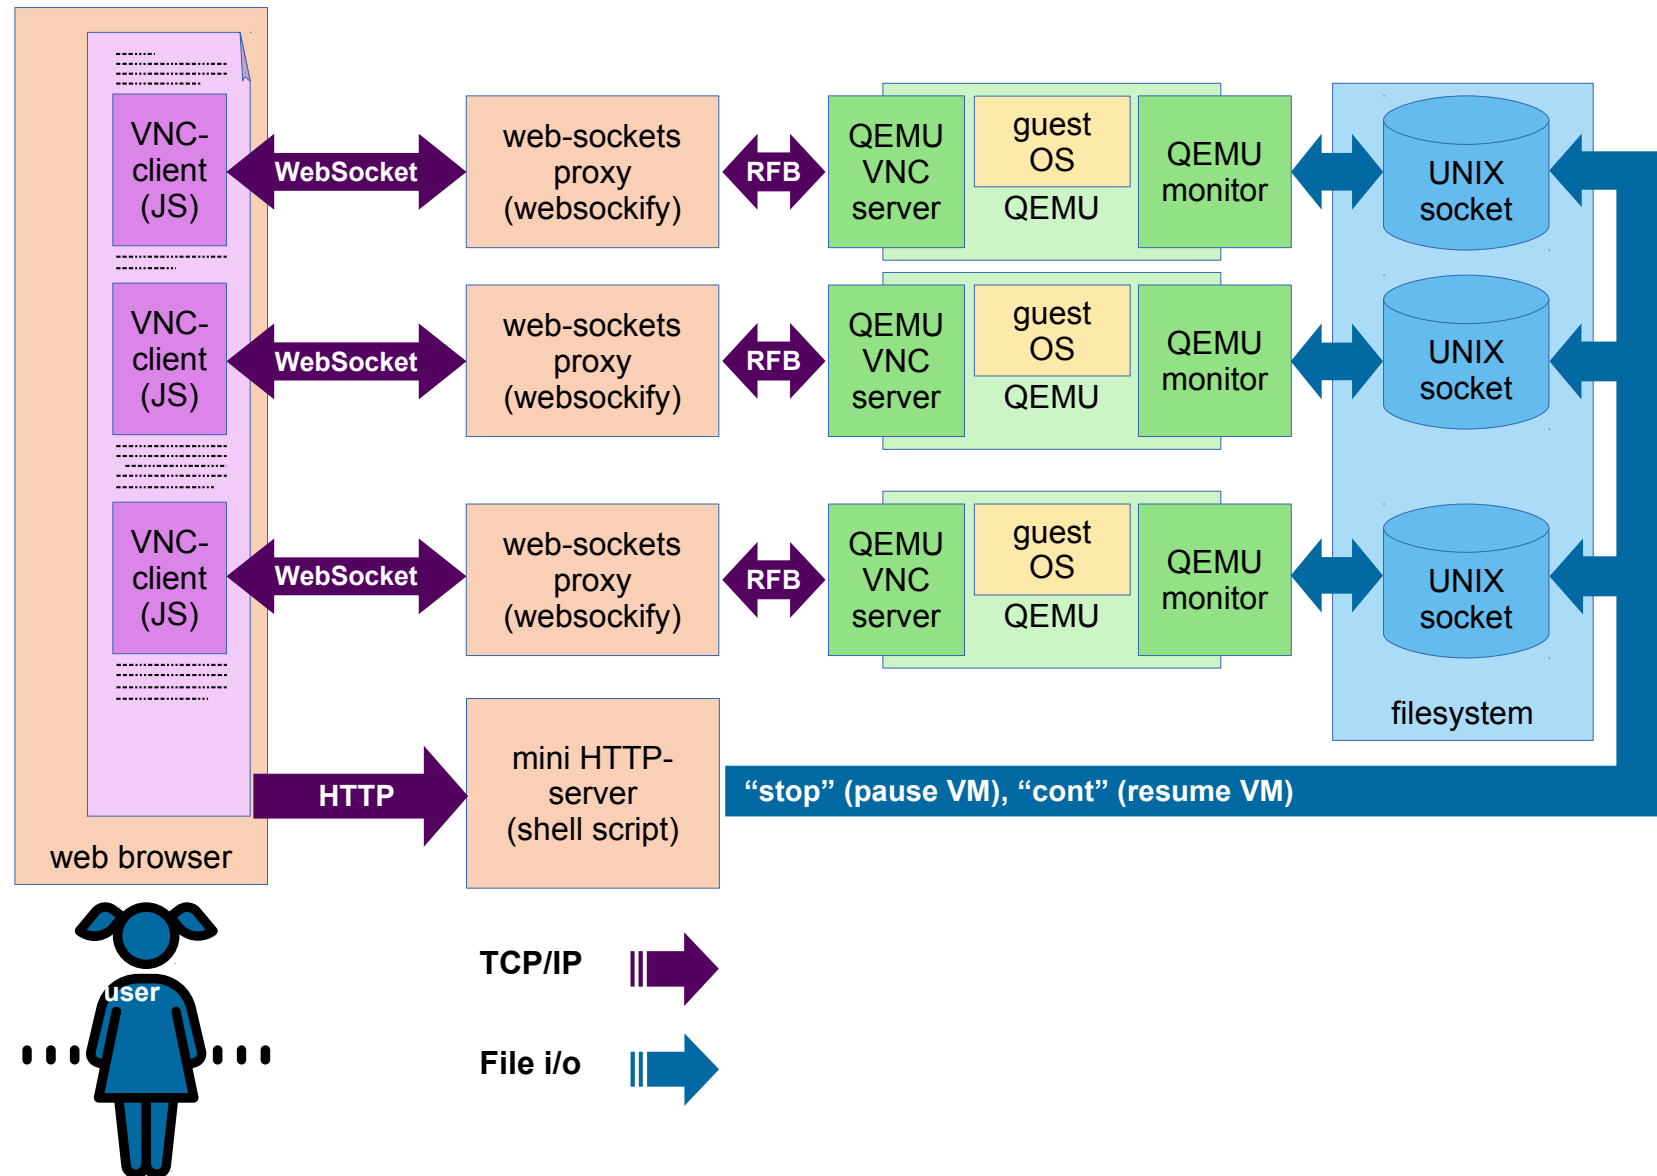 VNC-
client
(JS)
WebSocket
web-sockets
proxy
(websockify)
RFB
QEMU
VNC
server
guest
OS
QEMU
QEMU
monitor
UNIX
socket
VNC-
client
(JS)
WebSocket
web-sockets
proxy
(websockify)
RFB
QEMU
VNC
server
guest
OS
QEMU
QEMU
monitor
UNIX
socket
VNC-
client
(JS)
WebSocket
web-sockets
proxy
(websockify)
RFB
QEMU
VNC
server
guest
OS
QEMU
QEMU
monitor
UNIX
socket
filesystem
HTTP
mini HTTP-
server
(shell script)
“stop” (pause VM), “cont” (resume VM)
web browser
user
TCP/IP
File i/o